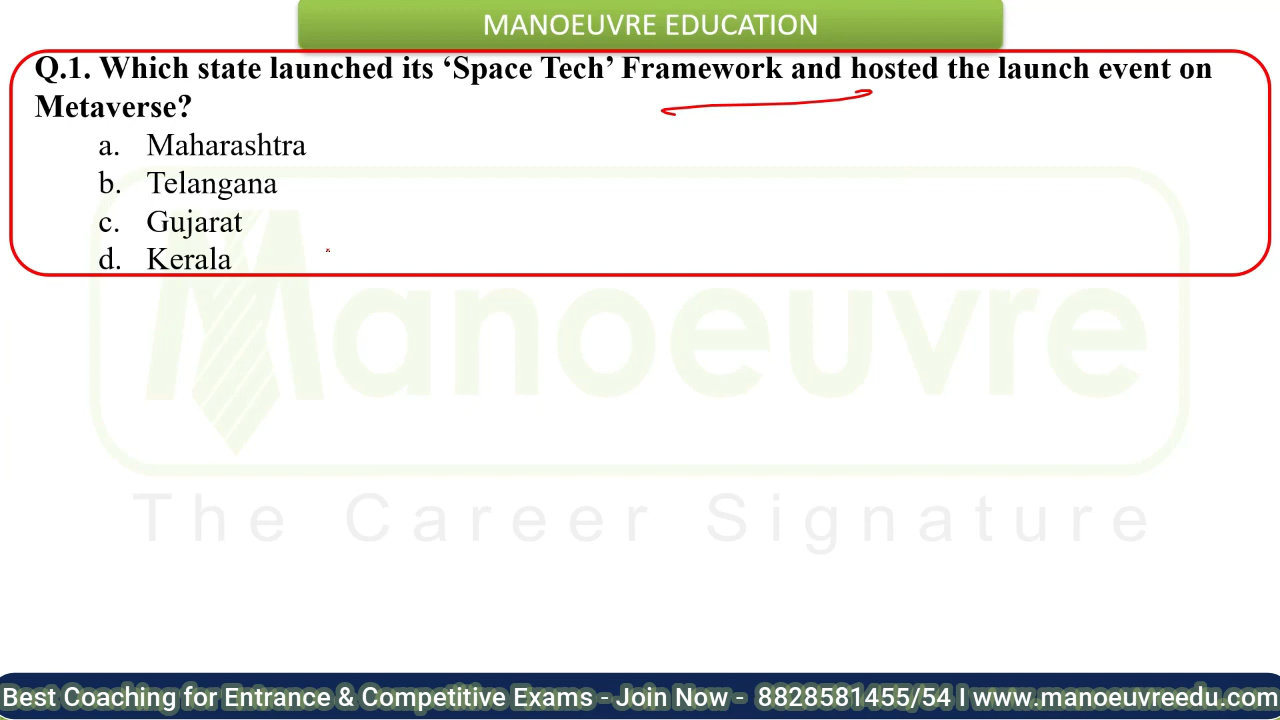 MANOEUVRE EDUCATION
Q.1. Which state launched its ‘Space Tech’ Framework and hosted the launch event on
Metaverse?
a. Maharashtra
b. Telangana
c. Gujarat
d. Kerala
Manoeuvre
The Career Signature
Best Coaching for Entrance & Competitive Exams - Join Now - 8828581455/54 I www.manoeuvreedu.com